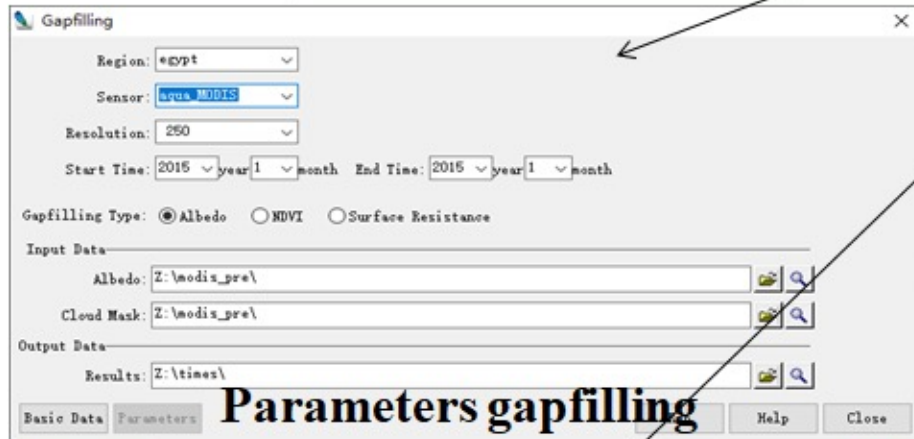 Gapfilling
Region: egypt
Sensor: aqua_MODIS
Resolution: 250
Start Time: 2015 year 1 month End Time: 2015 year 1 month
Gapfilling Type: Albedo NDVI Surface Resistance
Input Data
Albedo: Z:\modis_pre\
Cloud Mask: Z:\modis_pre\
Output Data
Results: Z:\times\
Basic Data Parameters Parameters gapfilling Help Close